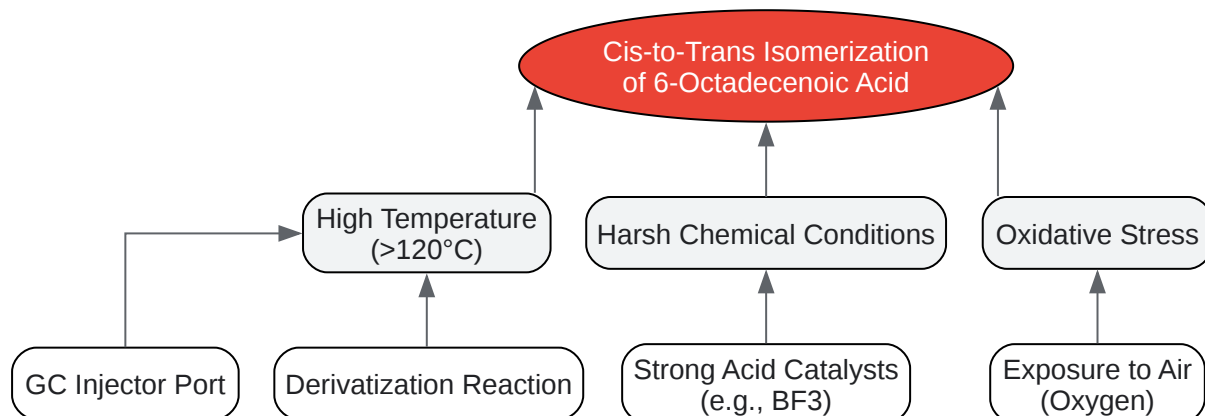 Cis-to-Trans Isomerization
of 6-Octadecenoic Acid
High Temperature
(>120°C)
Harsh Chemical Conditions
Oxidative Stress
GC Injector Port
Derivatization Reaction
Strong Acid Catalysts
(e.g., BF3)
Exposure to Air
(Oxygen)